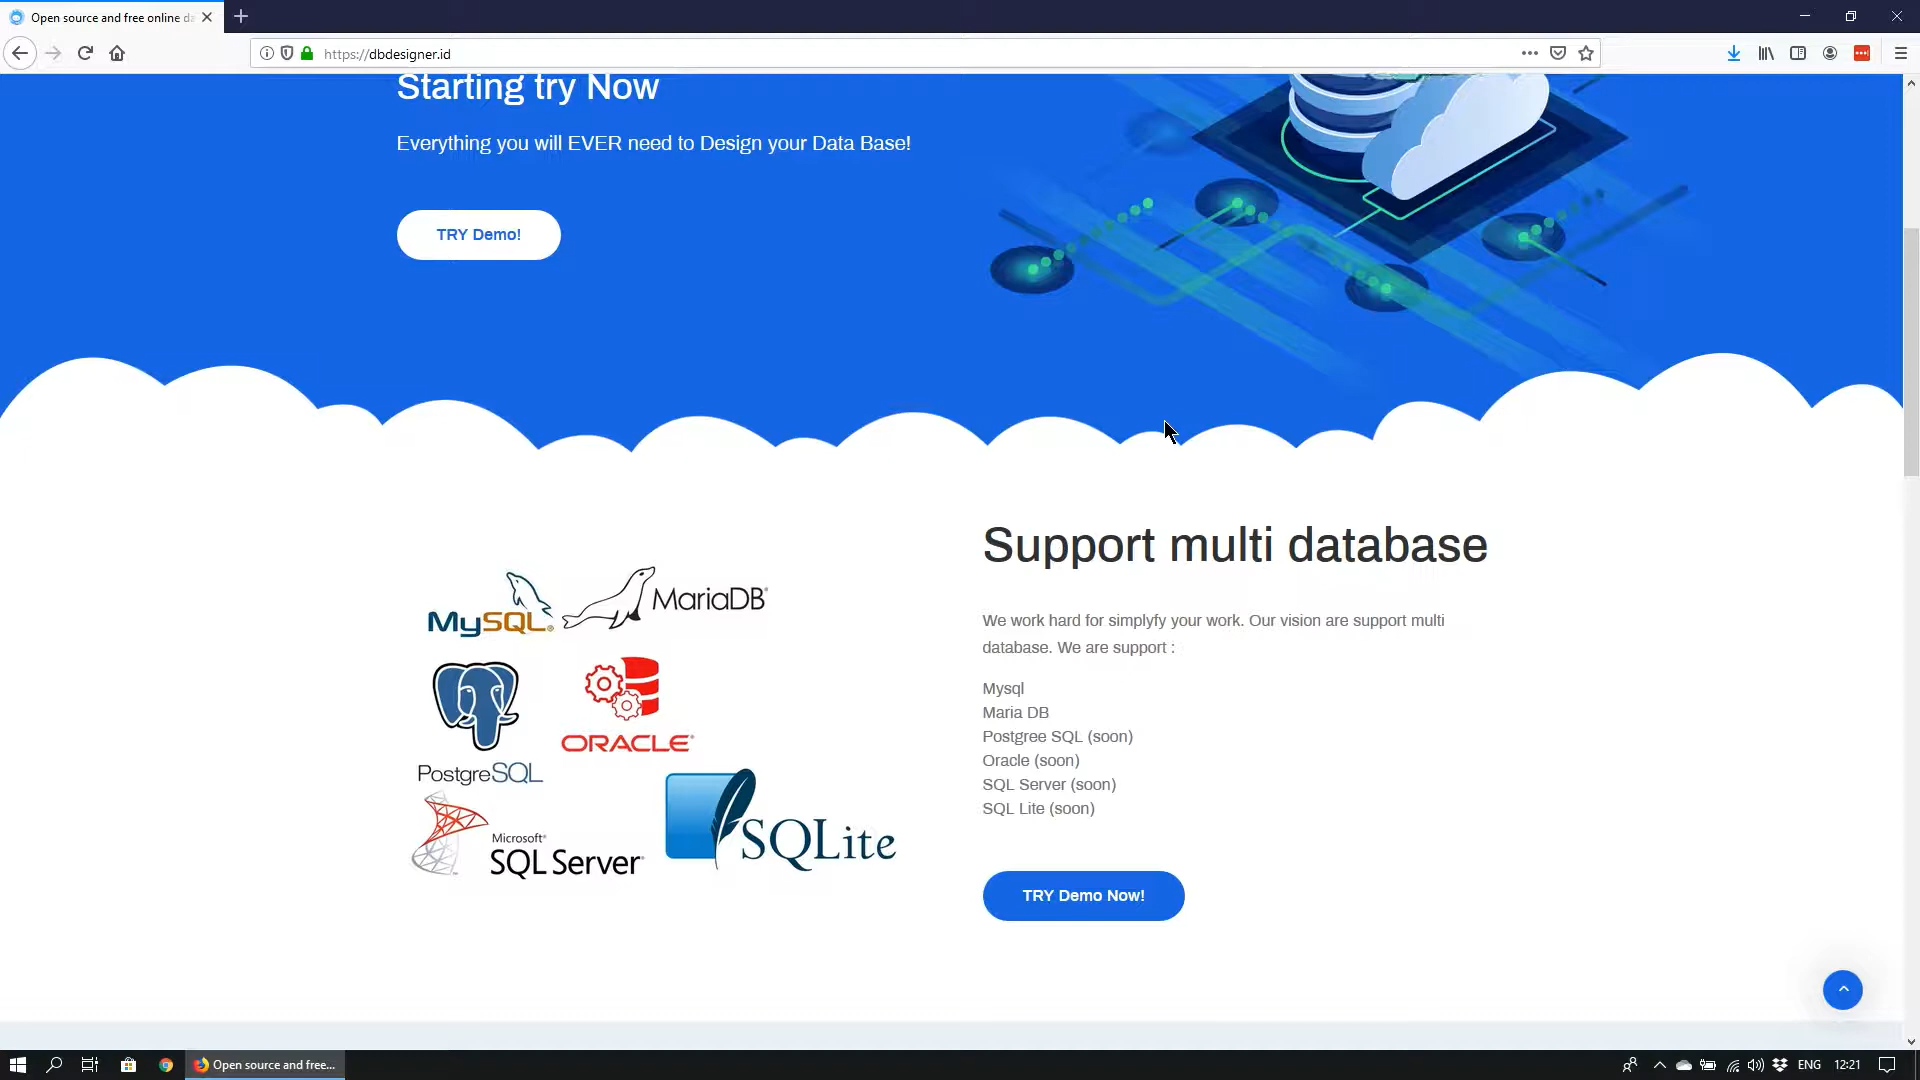 Open source and free online da
https://dbdesigner.id
Starting try Now
Everything you will EVER need to Design your Data Base!
TRY Demo!
MySQL®
MariaDB®
PostgreSQL
ORACLE®
Microsoft®
SQL Server®
SQLite
Support multi database
We work hard for simplyfy your work. Our vision are support multi
database. We are support :
Mysql
Maria DB
Postgree SQL (soon)
Oracle (soon)
SQL Server (soon)
SQL Lite (soon)
TRY Demo Now!
Open source and free...
ENG
12:21